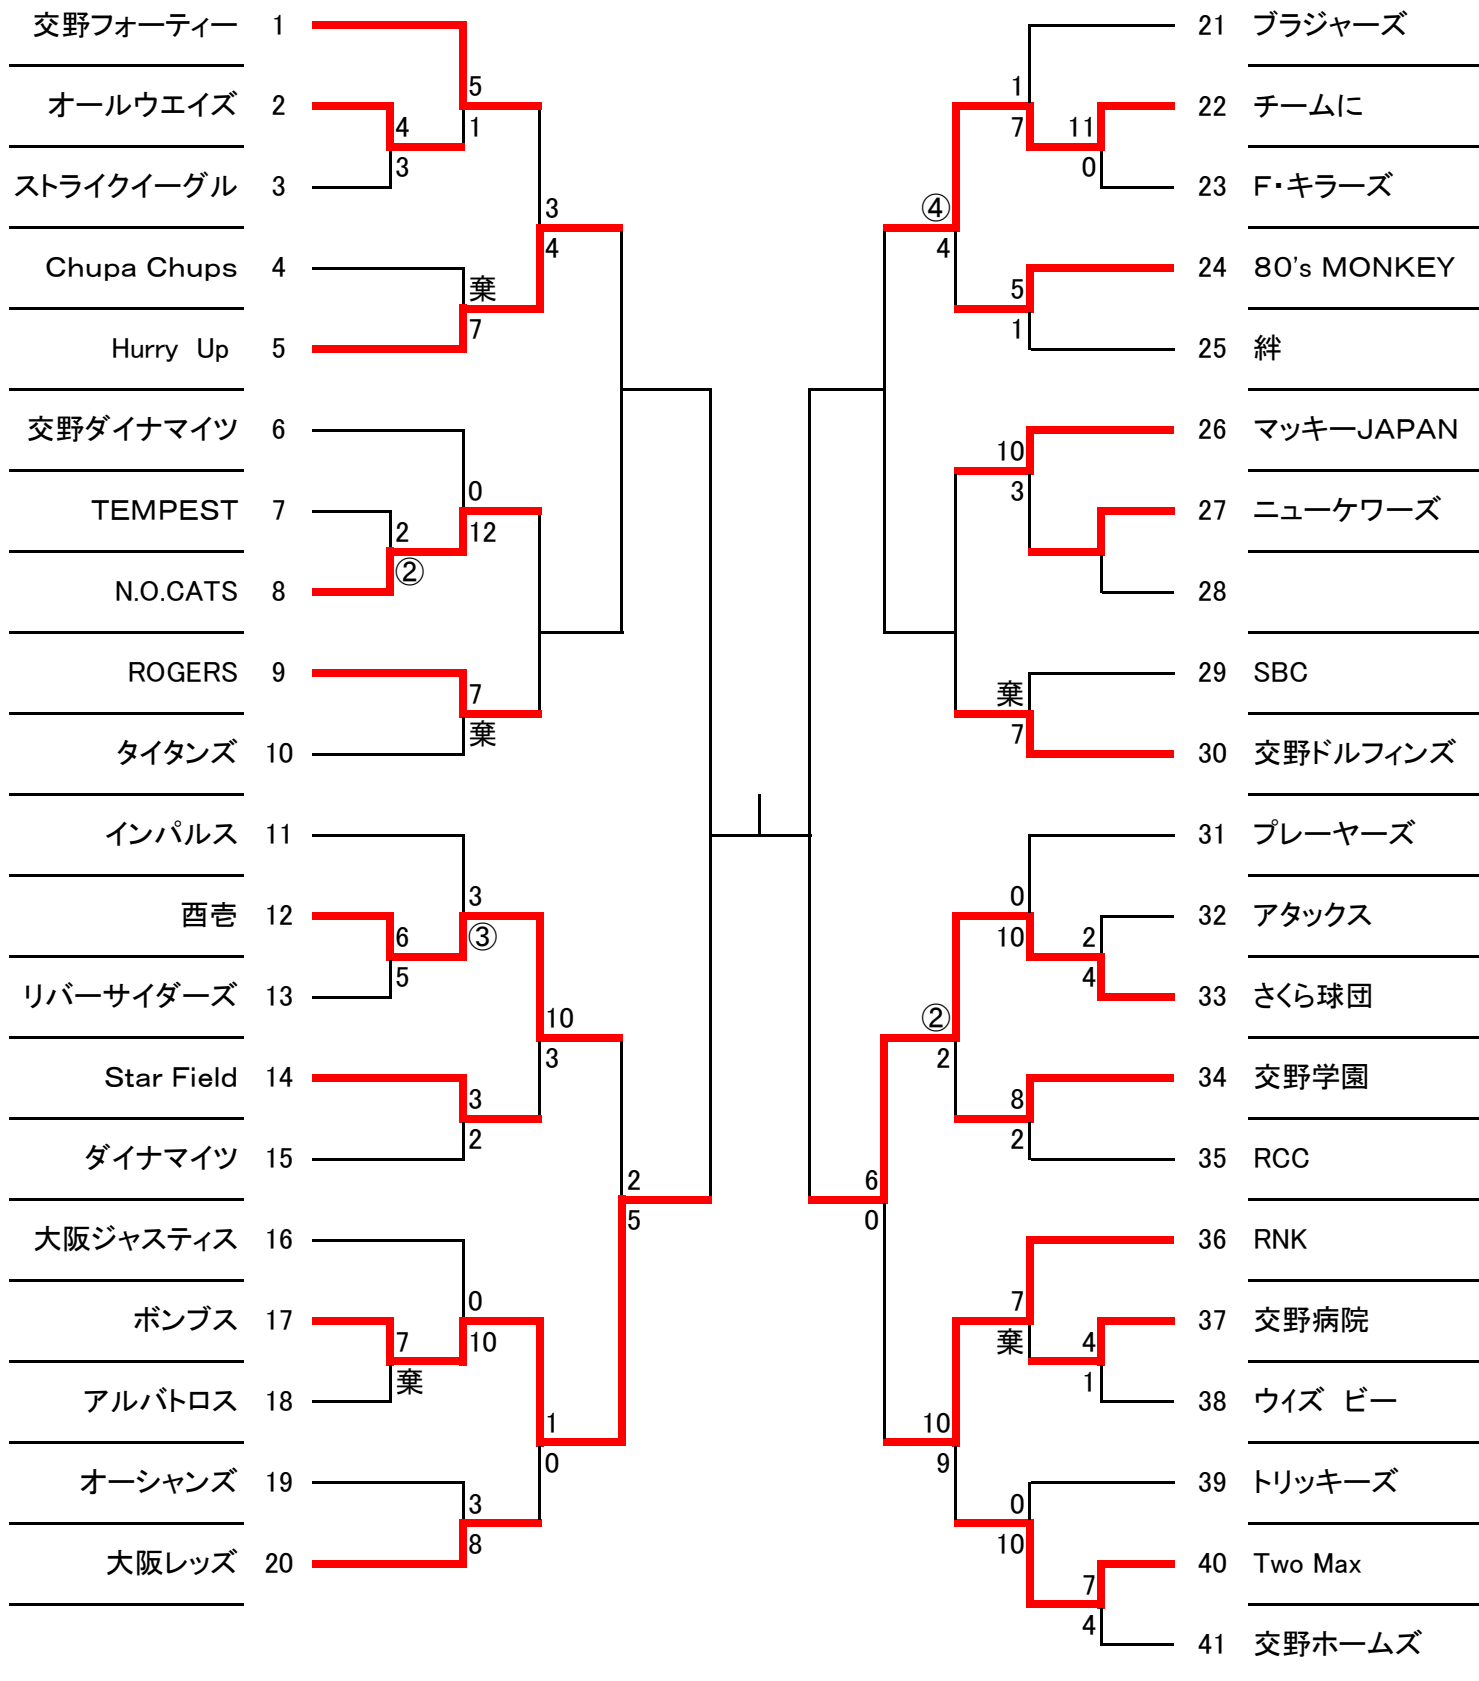 交野フォーティー 1
5
オールウエイズ 2
4
1
3
ストライクイーグル 3
3
4
Chupa Chups 4
棄
7
Hurry Up 5
交野ダイナマイツ 6
0
TEMPEST 7
2
12
②
N.O.CATS 8
ROGERS 9
7
棄
タイタンズ 10
インパルス 11
3
酉壱 12
6
③
5
リバーサイダーズ 13
10
3
Star Field 14
3
2
ダイナマイツ 15
2
5
大阪ジャスティス 16
0
ボンブス 17
7
10
棄
アルバトロス 18
1
0
オーシャンズ 19
3
8
大阪レッズ 20
21 ブラジャーズ
1
22 チームに
7
11
0
23 F・キラーズ
④
4
24 80's MONKEY
5
1
25 絆
26 マッキーJAPAN
10
3
27 ニューケワーズ
28
29 SBC
棄
7
30 交野ドルフィンズ
31 プレーヤーズ
0
32 アタックス
10
2
4
33 さくら球団
②
2
34 交野学園
8
2
35 RCC
6
0
36 RNK
7
37 交野病院
棄
4
1
38 ウイズ ビー
10
9
39 トリッキーズ
0
10
40 Two Max
7
4
41 交野ホームズ